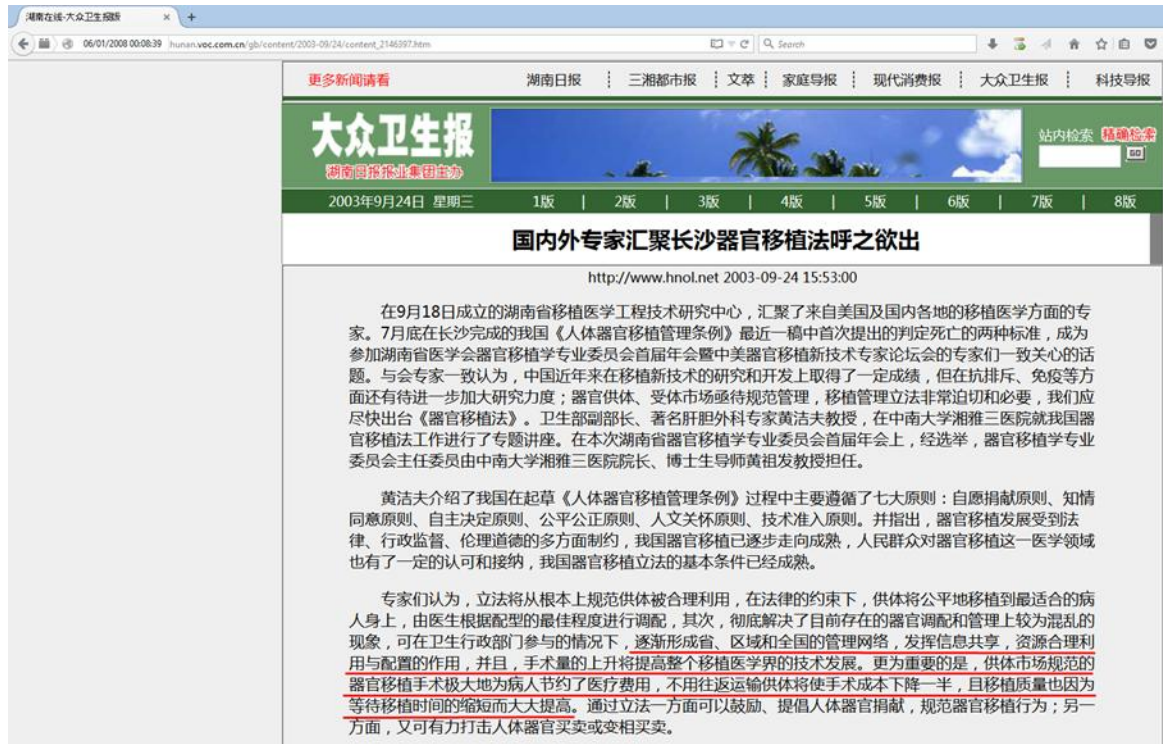 湖南在线-大众卫生报版 × +
06/01/2008 00:08:39 hunan.voc.com.cn/gb/content/2003-09/24/content_2146397.htm Search
更多新闻请看 湖南日报 三湘都市报 文萃 家庭导报 现代消费报 大众卫生报 科技导报
大众卫生报
湖南日报报业集团主办
站内检索 精确检索
GO
2003年9月24日 星期三 1版 | 2版 | 3版 | 4版 | 5版 | 6版 | 7版 | 8版
国内外专家汇聚长沙器官移植法呼之欲出
http://www.hnol.net 2003-09-24 15:53:00
在9月18日成立的湖南省移植医学工程技术研究中心，汇聚了来自美国及国内各地的移植医学方面的专
家。7月底在长沙完成的我国《人体器官移植管理条例》最近一稿中首次提出的判定死亡的两种标准，成为
参加湖南省医学会器官移植学专业委员会首届年会暨中美器官移植新技术专家论坛会的专家们一致关心的话
题。与会专家一致认为，中国近年来在移植新技术的研究和开发上取得了一定成绩，但在抗排斥、免疫等方
面还有待进一步加大研究力度；器官供体、受体市场亟待规范管理，移植管理立法非常迫切和必要，我们应
尽快出台《器官移植法》。卫生部副部长、著名肝胆外科专家黄洁夫教授，在中南大学湘雅三医院就我国器
官移植法工作进行了专题讲座。在本次湖南省器官移植学专业委员会首届年会上，经选举，器官移植学专业
委员会主任委员由中南大学湘雅三医院院长、博士生导师黄祖发教授担任。
黄洁夫介绍了我国在起草《人体器官移植管理条例》过程中主要遵循了七大原则：自愿捐献原则、知情
同意原则、自主决定原则、公平公正原则、人文关怀原则、技术准入原则。并指出，器官移植发展受到法
律、行政监督、伦理道德的多方面制约，我国器官移植已逐步走向成熟，人民群众对器官移植这一医学领域
也有了一定的认可和接纳，我国器官移植立法的基本条件已经成熟。
专家们认为，立法将从根本上规范供体被合理利用，在法律的约束下，供体将公平地移植到最适合的病
人身上，由医生根据配型的最佳程度进行调配，其次，彻底解决了目前存在的器官调配和管理上较为混乱的
现象，可在卫生行政部门参与的情况下，逐渐形成省、区域和全国的管理网络，发挥信息共享，资源合理利
用与配置的作用，并且，手术量的上升将提高整个移植医学界的技术发展。更为重要的是，供体市场规范的
器官移植手术极大地为病人节约了医疗费用，不用往返运输供体将使手术成本下降一半，且移植质量也因为
等待移植时间的缩短而大大提高。通过立法一方面可以鼓励、提倡人体器官捐献，规范器官移植行为；另一
方面，又可有力打击人体器官买卖或变相买卖。